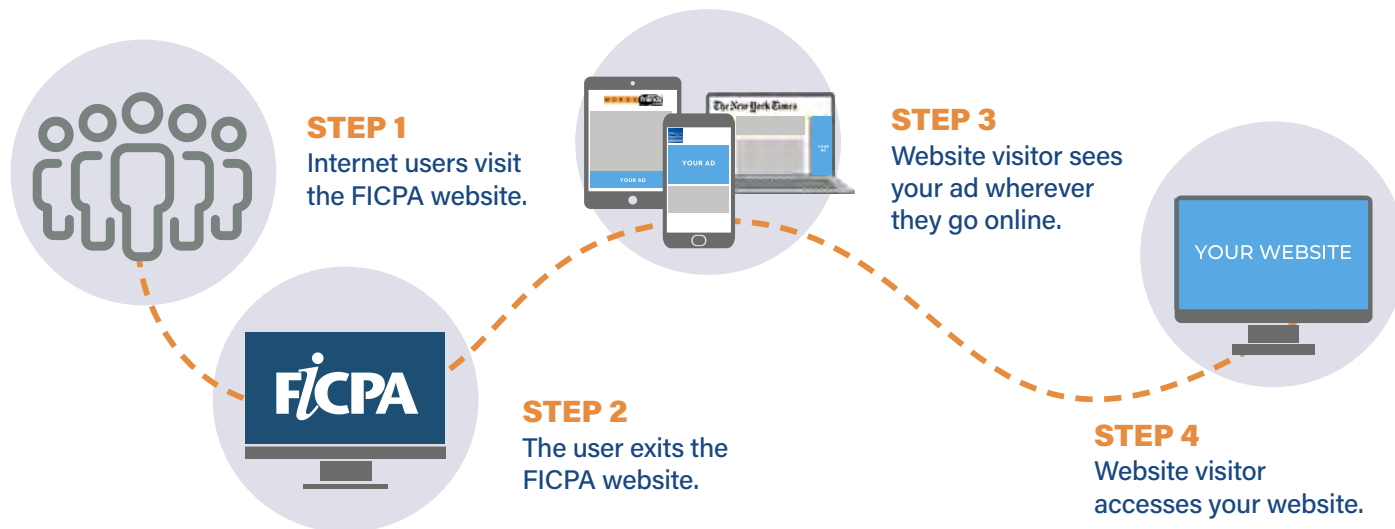 STEP 1
Internet users visit
the FICPA website.
FiCPA
STEP 2
The user exits the
FICPA website.
WORDS
friends
YOUR AD
YOUR AD
The New York Times
YOUR
AD
STEP 3
Website visitor sees
your ad wherever
they go online.
YOUR WEBSITE
STEP 4
Website visitor
accesses your website.